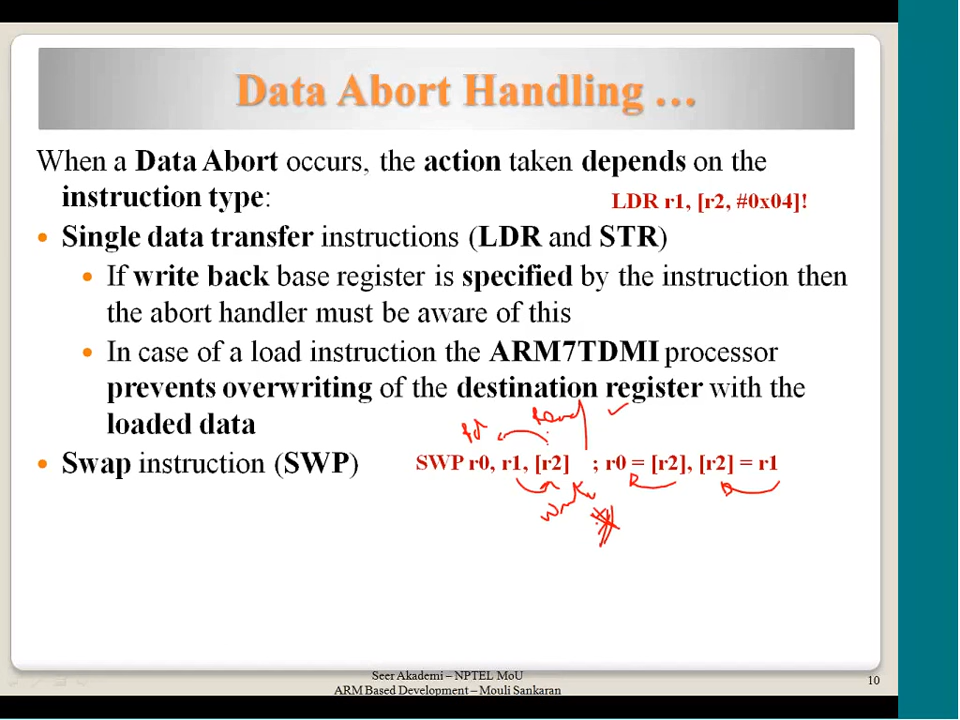 Data Abort Handling ...
When a Data Abort occurs, the action taken depends on the
instruction type:
LDR r1, [r2, #0x04]!
• Single data transfer instructions (LDR and STR)
• If write back base register is specified by the instruction then
the abort handler must be aware of this
• In case of a load instruction the ARM7TDMI processor
prevents overwriting of the destination register with the
loaded data
Read
• Swap instruction (SWP)
SWP r0, r1, [r2] ; r0 = [r2], [r2] = r1
Write
Seer Akademi – NPTEL MoU
ARM Based Development – Mouli Sankaran
10